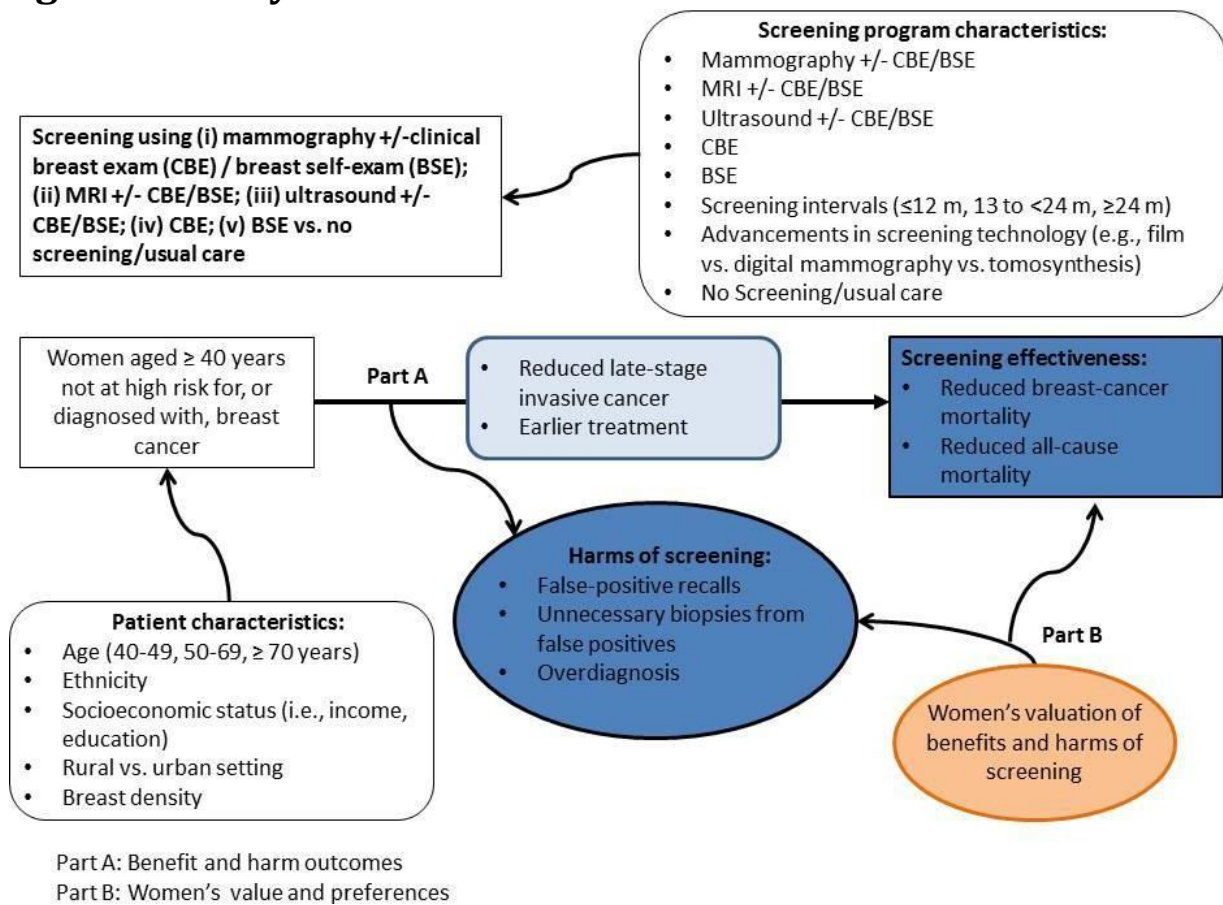 Screening program characteristics:
• Mammography +/- CBE/BSE
• MRI +/- CBE/BSE
• Ultrasound +/- CBE/BSE
• CBE
• BSE
• Screening intervals (≤12 m, 13 to <24 m, ≥24 m)
• Advancements in screening technology (e.g., film
vs. digital mammography vs. tomosynthesis)
• No Screening/usual care
Screening using (i) mammography +/-clinical
breast exam (CBE) / breast self-exam (BSE);
(ii) MRI +/- CBE/BSE; (iii) ultrasound +/-
CBE/BSE; (iv) CBE; (v) BSE vs. no
screening/usual care
Women aged ≥ 40 years
not at high risk for, or
diagnosed with, breast
cancer
Part A
• Reduced late-stage
invasive cancer
• Earlier treatment
Screening effectiveness:
• Reduced breast-cancer
mortality
• Reduced all-cause
mortality
Harms of screening:
• False-positive recalls
• Unnecessary biopsies from
false positives
• Overdiagnosis
Part B
Women's valuation of
benefits and harms of
screening
Patient characteristics:
• Age (40-49, 50-69, ≥ 70 years)
• Ethnicity
• Socioeconomic status (i.e., income,
education)
• Rural vs. urban setting
• Breast density
Part A: Benefit and harm outcomes
Part B: Women's value and preferences